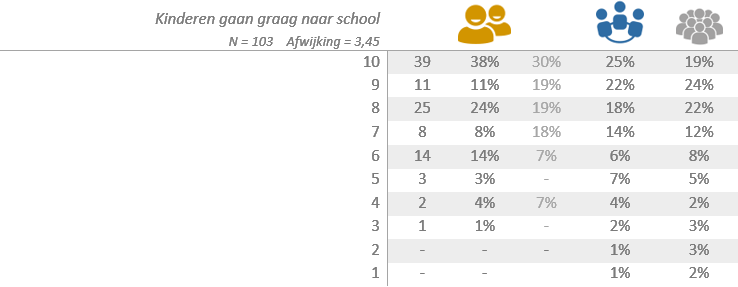 Kinderen gaan graag naar school
N = 103 Afwijking = 3,45
10 39 38% 30% 25% 19%
9 11 11% 19% 22% 24%
8 25 24% 19% 18% 22%
7 8 8% 18% 14% 12%
6 14 14% 7% 6% 8%
5 3 3% - 7% 5%
4 2 4% 7% 4% 2%
3 1 1% - 2% 3%
2 - - - 1% 3%
1 - - 1% 2%